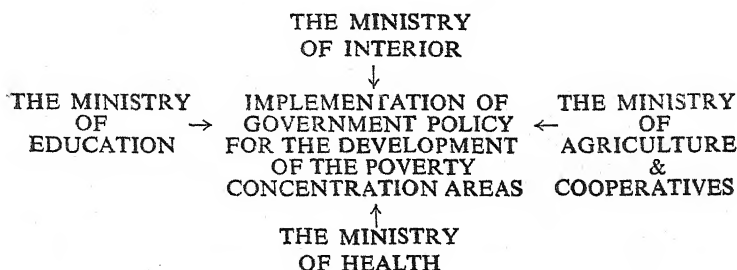 THE MINISTRY
OF INTERIOR
↓
THE MINISTRY
OF
EDUCATION
→
IMPLEMENTATION OF
GOVERNMENT POLICY
FOR THE DEVELOPMENT
OF THE POVERTY
CONCENTRATION AREAS
←
THE MINISTRY
OF
AGRICULTURE
&
COOPERATIVES
↑
THE MINISTRY
OF HEALTH